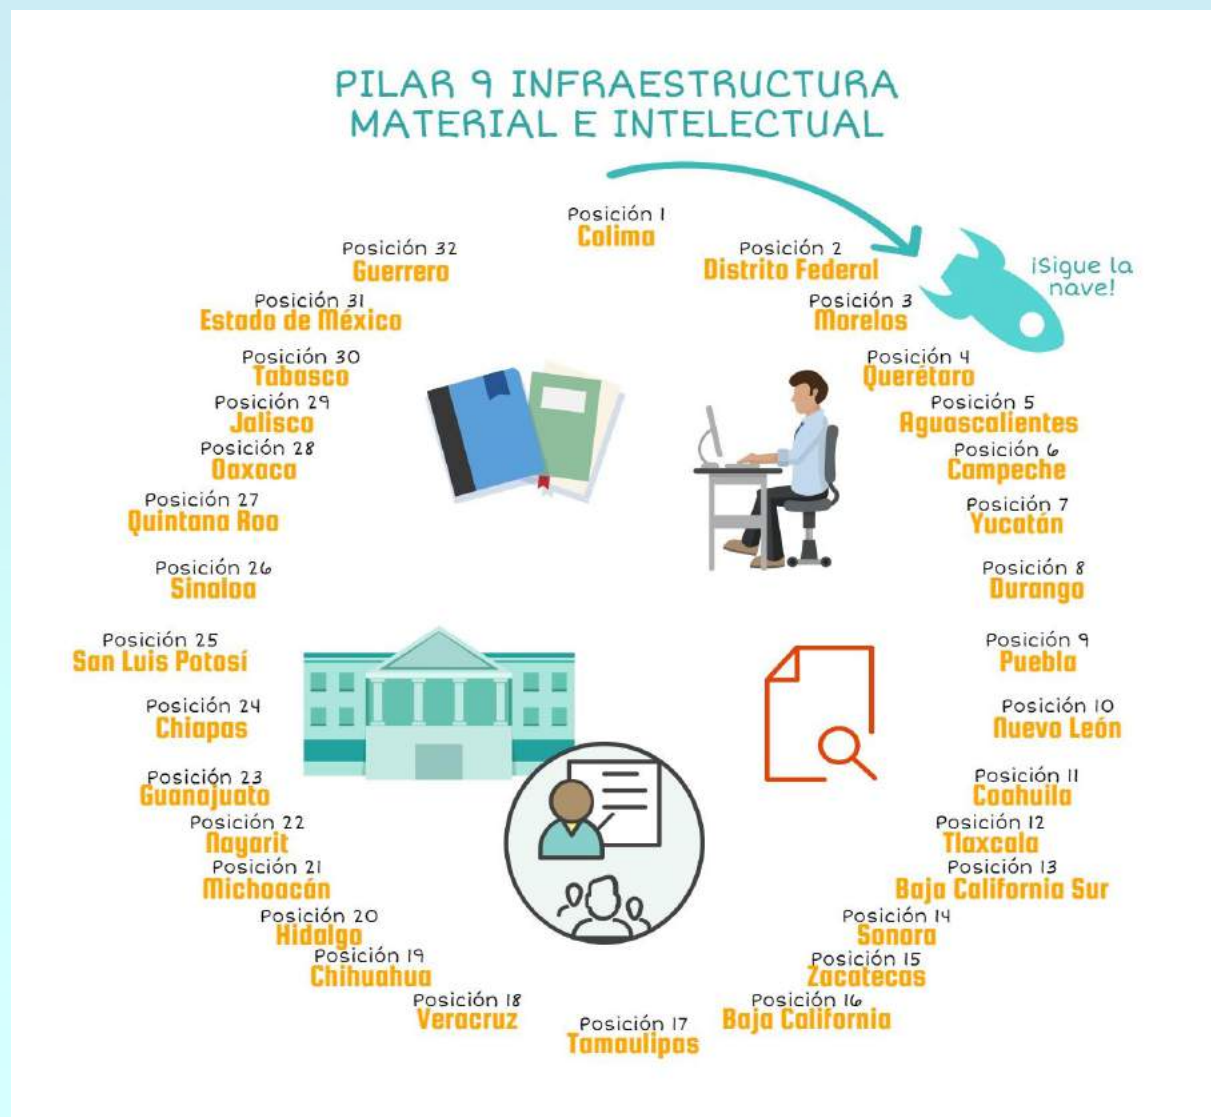 PILAR 9 INFRAESTRUCTURA
MATERIAL E INTELECTUAL
Posición 1
Colima
Posición 2
Distrito Federal
¡Sigue la
nave!
Posición 3
Morelos
Posición 4
Querétaro
Posición 5
Aguascalientes
Posición 6
Campeche
Posición 7
Yucatán
Posición 8
Durango
Posición 9
Puebla
Posición 10
Nuevo León
Posición 11
Coahuila
Posición 12
Tlaxcala
Posición 13
Baja California Sur
Posición 14
Sonora
Posición 15
Zacatecas
Posición 16
Baja California
Posición 17
Tamaulipas
Posición 18
Veracruz
Posición 19
Chihuahua
Posición 20
Hidalgo
Posición 21
Michoacán
Posición 22
Nayarit
Posición 23
Guanajuato
Posición 24
Chiapas
Posición 25
San Luis Potosí
Posición 26
Sinaloa
Posición 27
Quintana Roo
Posición 28
Oaxaca
Posición 29
Jalisco
Posición 30
Tabasco
Posición 31
Estado de México
Posición 32
Guerrero